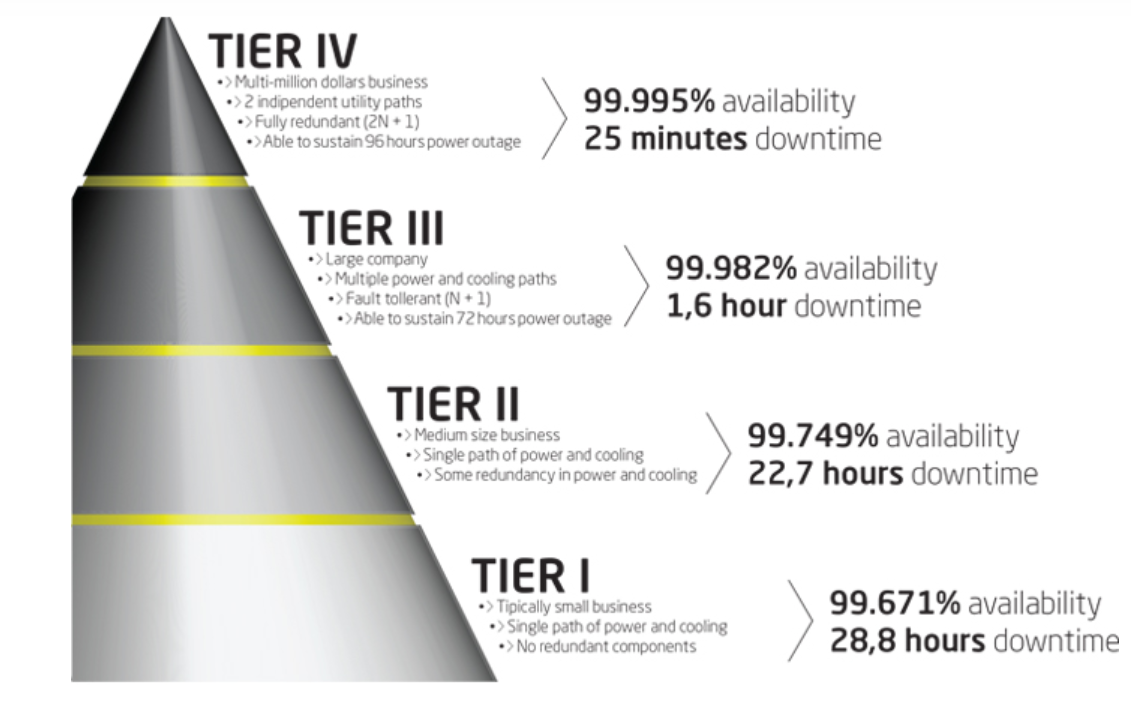 TIER IV
•> Multi-million dollars business
•> 2 indipendent utility paths
•> Fully redundant (2N + 1)
•> Able to sustain 96 hours power outage
99.995% availability
25 minutes downtime
TIER III
•> Large company
•> Multiple power and cooling paths
•> Fault tollerant (N + 1)
•> Able to sustain 72 hours power outage
99.982% availability
1,6 hour downtime
TIER II
•> Medium size business
•> Single path of power and cooling
•> Some redundancy in power and cooling
99.749% availability
22,7 hours downtime
TIER I
•> Tipically small business
•> Single path of power and cooling
•> No redundant components
99.671% availability
28,8 hours downtime